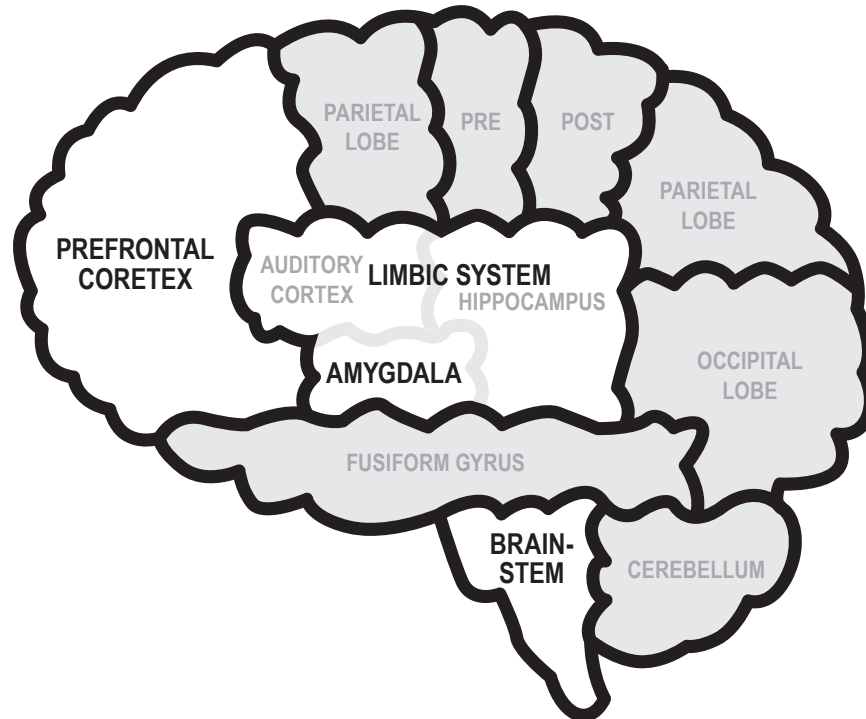 PARIETAL
LOBE
PRE
POST
PARIETAL
LOBE
PREFRONTAL
CORETEX
AUDITORY
CORTEX
LIMBIC SYSTEM
HIPPOCAMPUS
AMYGDALA
OCCIPITAL
LOBE
FUSIFORM GYRUS
BRAIN-
STEM
CEREBELLUM